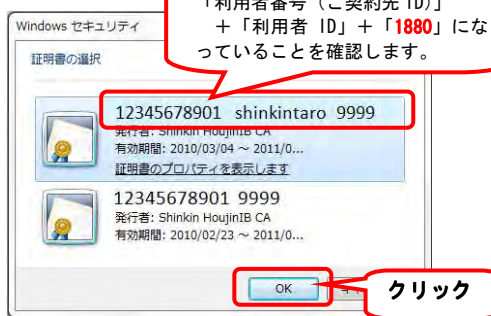 「利用者番号（ご契約先 ID)」
＋「利用者 ID」＋「1880」にな
っていることを確認します。
Windows セキュリティ
証明書の選択
12345678901 shinkintaro 9999
発行者: Shinkin HoujinIB CA
有効期間: 2010/03/04 ～ 2011/0...
証明書のプロパティを表示します
12345678901 9999
発行者: Shinkin HoujinIB CA
有効期間: 2010/02/23 ～ 2011/0...
OK
クリック